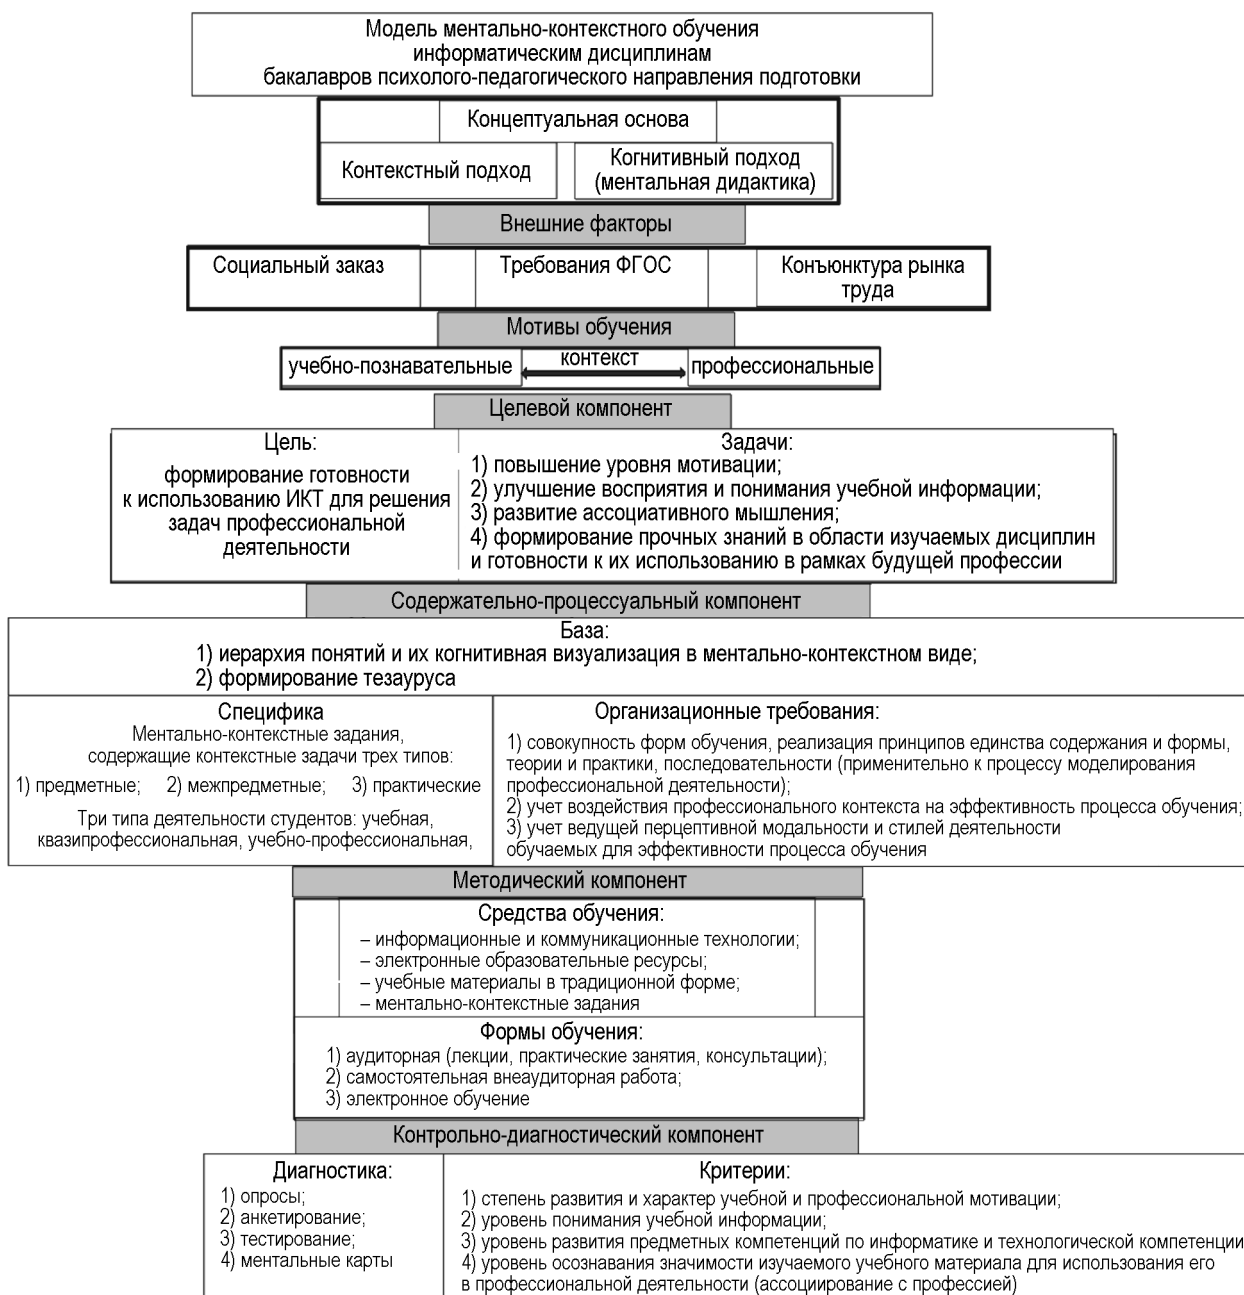 Модель ментально-контекстного обучения
информатическим дисциплинам
бакалавров психолого-педагогического направления подготовки
Концептуальная основа
Контекстный подход
Когнитивный подход
(ментальная дидактика)
Внешние факторы
Социальный заказ
Требования ФГОС
Конъюнктура рынка
труда
Мотивы обучения
учебно-познавательные
контекст
профессиональные
Целевой компонент
Цель:
формирование готовности
к использованию ИКТ для решения
задач профессиональной
деятельности
Задачи:
1) повышение уровня мотивации;
2) улучшение восприятия и понимания учебной информации;
3) развитие ассоциативного мышления;
4) формирование прочных знаний в области изучаемых дисциплин
и готовности к их использованию в рамках будущей профессии
Содержательно-процессуальный компонент
База:
1) иерархия понятий и их когнитивная визуализация в ментально-контекстном виде;
2) формирование тезауруса
Специфика
Ментально-контекстные задания,
содержащие контекстные задачи трех типов:
1) предметные; 2) межпредметные; 3) практические
Три типа деятельности студентов: учебная,
квазипрофессиональная, учебно-профессиональная,
Организационные требования:
1) совокупность форм обучения, реализация принципов единства содержания и формы,
теории и практики, последовательности (применительно к процессу моделирования
профессиональной деятельности);
2) учет воздействия профессионального контекста на эффективность процесса обучения;
3) учет ведущей перцептивной модальности и стилей деятельности
обучаемых для эффективности процесса обучения
Методический компонент
Средства обучения:
– информационные и коммуникационные технологии;
– электронные образовательные ресурсы;
– учебные материалы в традиционной форме;
– ментально-контекстные задания
Формы обучения:
1) аудиторная (лекции, практические занятия, консультации);
2) самостоятельная внеаудиторная работа;
3) электронное обучение
Контрольно-диагностический компонент
Диагностика:
1) опросы;
2) анкетирование;
3) тестирование;
4) ментальные карты
Критерии:
1) степень развития и характер учебной и профессиональной мотивации;
2) уровень понимания учебной информации;
3) уровень развития предметных компетенций по информатике и технологической компетенции
4) уровень осознавания значимости изучаемого учебного материала для использования его
в профессиональной деятельности (ассоциирование с профессией)